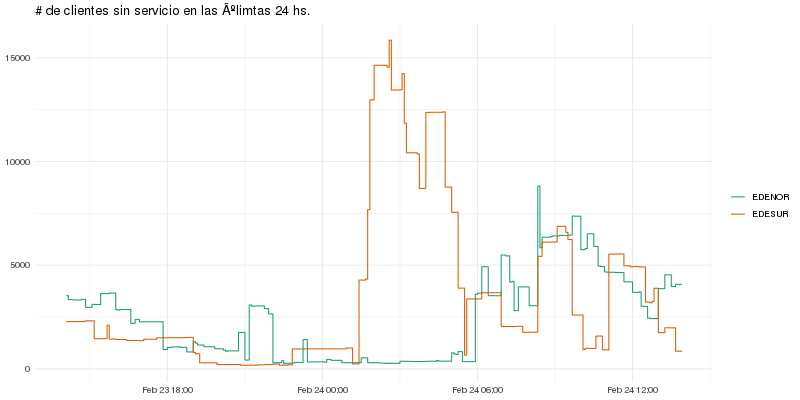 # de clientes sin servicio en las Ãºlimtas 24 hs.
15000
10000
5000
0
Feb 23 18:00
Feb 24 00:00
Feb 24 06:00
Feb 24 12:00
EDENOR
EDESUR